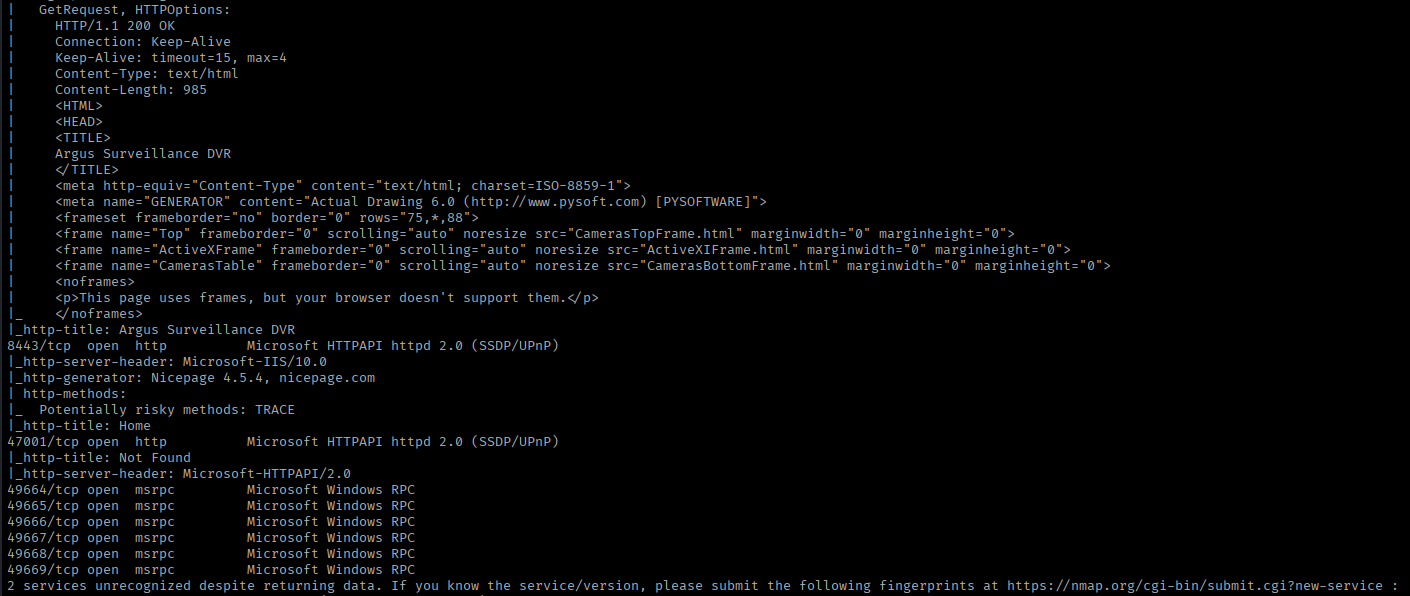 |   GetRequest, HTTPOptions:
|     HTTP/1.1 200 OK
|     Connection: Keep-Alive
|     Keep-Alive: timeout=15, max=4
|     Content-Type: text/html
|     Content-Length: 985
|     <HTML>
|     <HEAD>
|     <TITLE>
|     Argus Surveillance DVR
|     </TITLE>
|     <meta http-equiv="Content-Type" content="text/html; charset=ISO-8859-1">
|     <meta name="GENERATOR" content="Actual Drawing 6.0 (http://www.pysoft.com) [PYSOFTWARE]">
|     <frameset frameborder="no" border="0" rows="75,*,88">
|     <frame name="Top" frameborder="0" scrolling="auto" noresize src="CamerasTopFrame.html" marginwidth="0" marginheight="0">
|     <frame name="ActiveXFrame" frameborder="0" scrolling="auto" noresize src="ActiveXIFrame.html" marginwidth="0" marginheight="0">
|     <frame name="CamerasTable" frameborder="0" scrolling="auto" noresize src="CamerasBottomFrame.html" marginwidth="0" marginheight="0">
|     <noframes>
|     <p>This page uses frames, but your browser doesn't support them.</p>
|_    </noframes>
|_http-title: Argus Surveillance DVR
8443/tcp  open  http          Microsoft HTTPAPI httpd 2.0 (SSDP/UPnP)
|_http-server-header: Microsoft-IIS/10.0
|_http-generator: Nicepage 4.5.4, nicepage.com
| http-methods:
|_  Potentially risky methods: TRACE
|_http-title: Home
47001/tcp open  http          Microsoft HTTPAPI httpd 2.0 (SSDP/UPnP)
|_http-title: Not Found
|_http-server-header: Microsoft-HTTPAPI/2.0
49664/tcp open  msrpc         Microsoft Windows RPC
49665/tcp open  msrpc         Microsoft Windows RPC
49666/tcp open  msrpc         Microsoft Windows RPC
49667/tcp open  msrpc         Microsoft Windows RPC
49668/tcp open  msrpc         Microsoft Windows RPC
49669/tcp open  msrpc         Microsoft Windows RPC
2 services unrecognized despite returning data. If you know the service/version, please submit the following fingerprints at https://nmap.org/cgi-bin/submit.cgi?new-service :